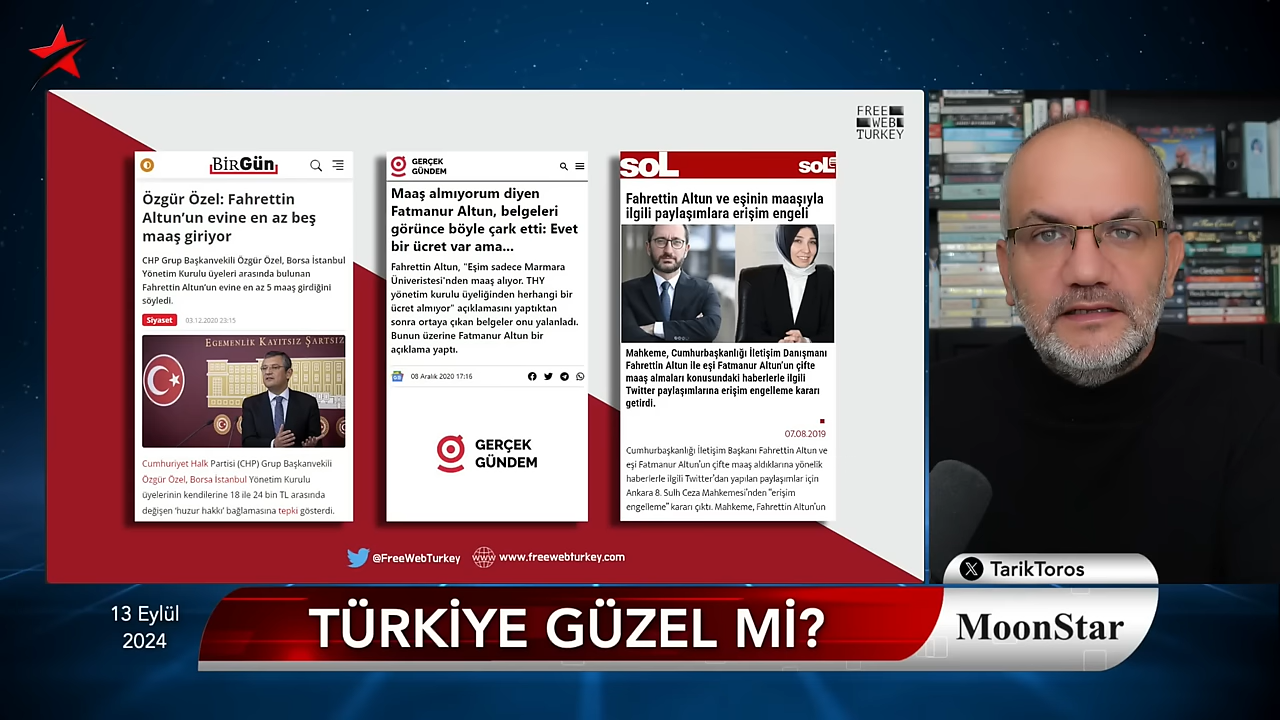 FREE
WEB
TURKEY
BirGün
Özgür Özel: Fahrettin
Altun'un evine en az beş
maaş giriyor
CHP Grup Başkanvekili Özgür Özel, Borsa İstanbul
Yönetim Kurulu üyeleri arasında bulunan
Fahrettin Altun'un evine en az 5 maaş girdiğini
söyledi.
Siyaset 03.12.2020 23:15
EGEMENLİK KAYITSIZ ŞARTSIZ
Cumhuriyet Halk Partisi (CHP) Grup Başkanvekili
Özgür Özel, Borsa İstanbul Yönetim Kurulu
üyelerinin kendilerine 18 ile 24 bin TL arasında
değişen 'huzur hakkı' bağlamasına tepki gösterdi.
GERÇEK
GÜNDEM
Maaş almıyorum diyen
Fatmanur Altun, belgeleri
görünce böyle çark etti: Evet
bir ücret var ama...
Fahrettin Altun, "Eşim sadece Marmara
Üniveristesi'nden maaş alıyor. THY
yönetim kurulu üyeliğinden herhangi bir
ücret almıyor" açıklamasını yaptıktan
sonra ortaya çıkan belgeler onu yalanladı.
Bunun üzerine Fatmanur Altun bir
açıklama yaptı.
08 Aralık 2020 17:16
GERÇEK
GÜNDEM
soL
soL
Fahrettin Altun ve eşinin maaşıyla
ilgili paylaşımlara erişim engeli
Mahkeme, Cumhurbaşkanlığı İletişim Danışmanı
Fahrettin Altun ile eşi Fatmanur Altun'un çifte
maaş almaları konusundaki haberlerle ilgili
Twitter paylaşımlarına erişim engelleme kararı
getirdi.
07.08.2019
Cumhurbaşkanlığı İletişim Başkanı Fahrettin Altun ve
eşi Fatmanur Altun'un çifte maaş aldıklarına yönelik
haberlerle ilgili Twitter'dan yapılan paylaşımlar için
Ankara 8. Sulh Ceza Mahkemesi'nden "erişim
engelleme" kararı çıktı. Mahkeme, Fahrettin Altun'un
@FreeWebTurkey www.freewebturkey.com
X TarikToros
13 Eylül
2024
TÜRKİYE GÜZEL Mİ?
MoonStar